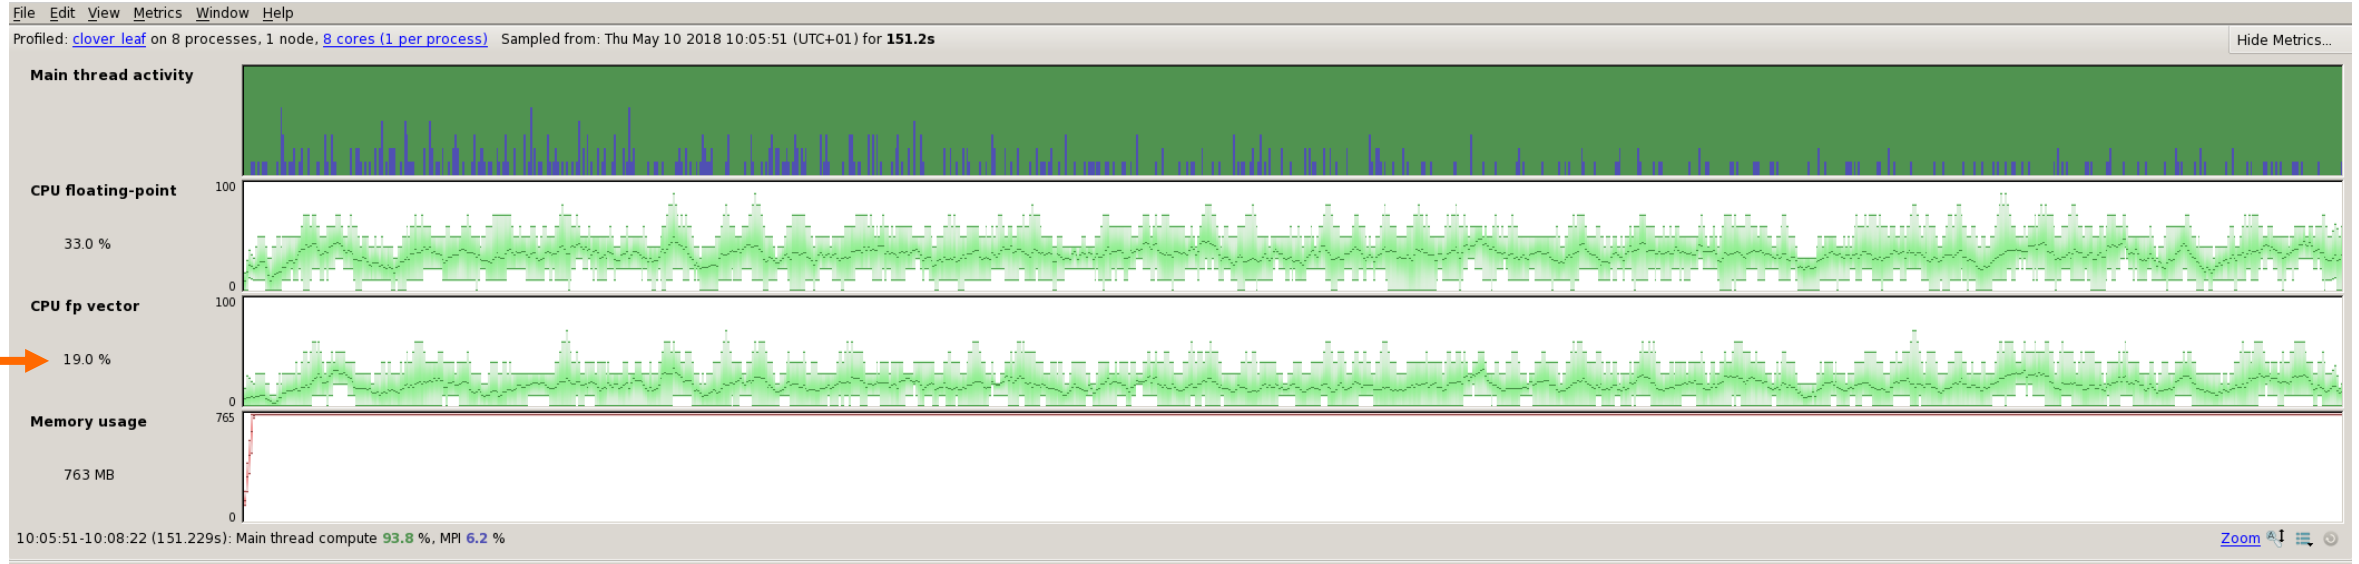 File Edit View Metrics Window Help
Profiled: clover_leaf on 8 processes, 1 node, 8 cores (1 per process) Sampled from: Thu May 10 2018 10:05:51 (UTC+01) for 151.2s
Hide Metrics...
Main thread activity
CPU floating-point
100
33.0 %
0
CPU fp vector
100
19.0 %
0
Memory usage
765
763 MB
0
10:05:51-10:08:22 (151.229s): Main thread compute 93.8 %, MPI 6.2 %
Zoom